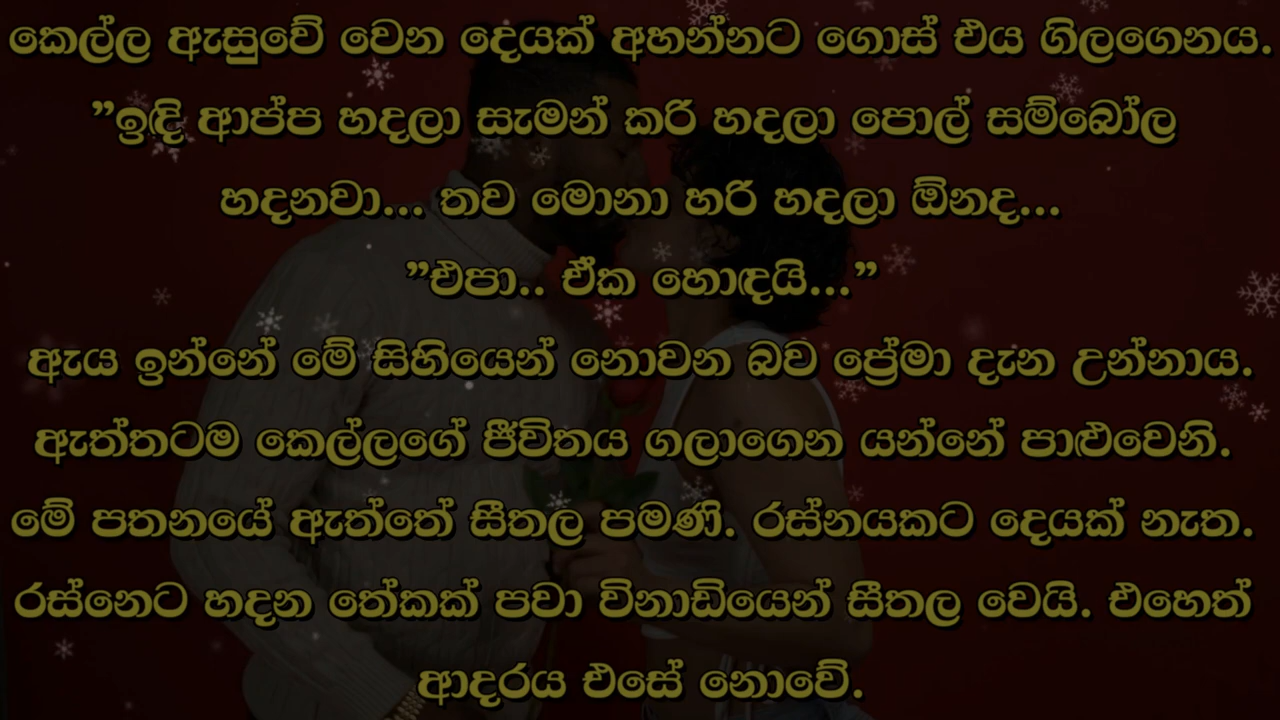 කෙල්ල ඇසුවේ වෙන දෙයක් අහන්නට ගොස් එය ගිලගෙනය.
”ඉඳි ආප්ප හදලා සැමන් කරි හදලා පොල් සම්බෝල
හදනවා... තව මොනා හරි හදලා ඕනද...
”එපා.. ඒක හොඳයි...”
ඇය ඉන්නේ මේ සිහියෙන් නොවන බව ප්‍රේමා දැන උන්නාය.
ඇත්තටම කෙල්ලගේ ජීවිතය ගලාගෙන යන්නේ පාළුවෙනි.
මේ පතනයේ ඇත්තේ සීතල පමණි. රස්නයකට දෙයක් නැත.
රස්නෙට හදන තේකක් පවා විනාඩියෙන් සීතල වෙයි. එහෙත්
ආදරය එසේ නොවේ.